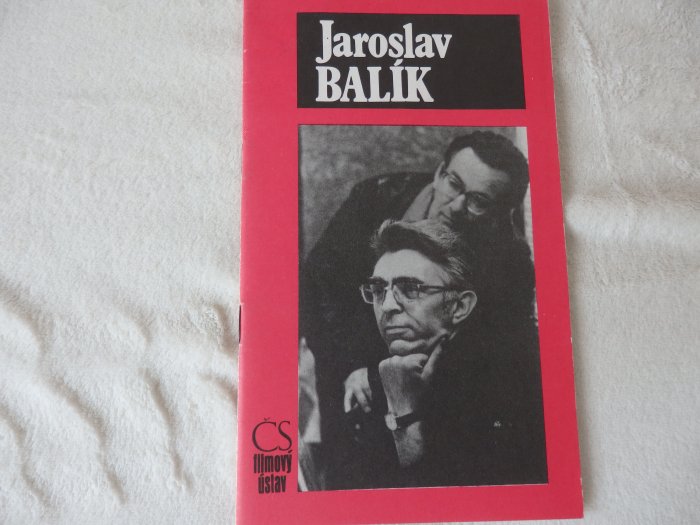 Jaroslav
BALÍK
ČS
filmový
ústav